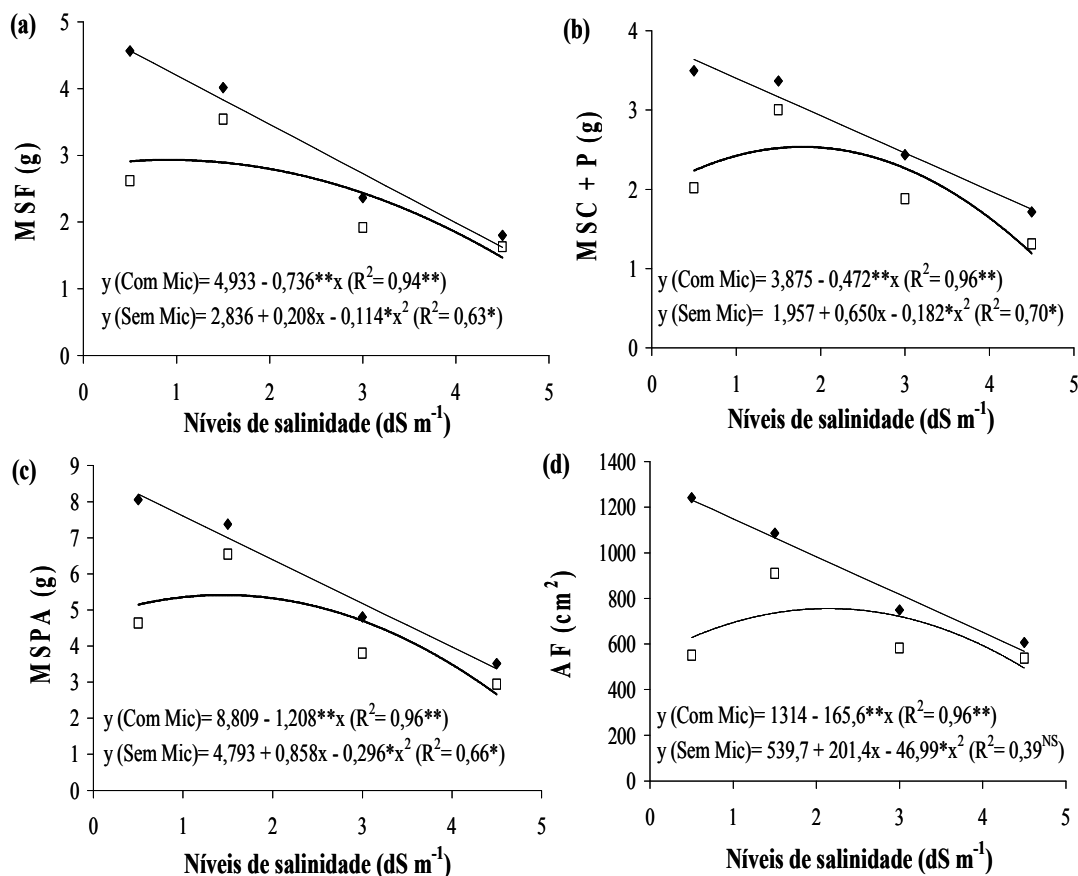 (a)
MSF (g)
5
4
3
2
1
0
y (Com Mic)= 4,933 - 0,736**x (R²= 0,94**)
y (Sem Mic)= 2,836 + 0,208x - 0,114*x² (R²= 0,63*)
0 1 2 3 4 5
Níveis de salinidade (dS m⁻¹)
(b)
MSC + P (g)
4
3
2
1
0
y (Com Mic)= 3,875 - 0,472**x (R²= 0,96**)
y (Sem Mic)= 1,957 + 0,650x - 0,182*x² (R²= 0,70*)
0 1 2 3 4 5
Níveis de salinidade (dS m⁻¹)
(c)
MSPA (g)
9
8
7
6
5
4
3
2
1
0
y (Com Mic)= 8,809 - 1,208**x (R²= 0,96**)
y (Sem Mic)= 4,793 + 0,858x - 0,296*x² (R²= 0,66*)
0 1 2 3 4 5
Níveis de salinidade (dS m⁻¹)
(d)
AF (cm²)
1400
1200
1000
800
600
400
200
0
y (Com Mic)= 1314 - 165,6**x (R²= 0,96**)
y (Sem Mic)= 539,7 + 201,4x - 46,99*x² (R²= 0,39ᴺˢ)
0 1 2 3 4 5
Níveis de salinidade (dS m⁻¹)